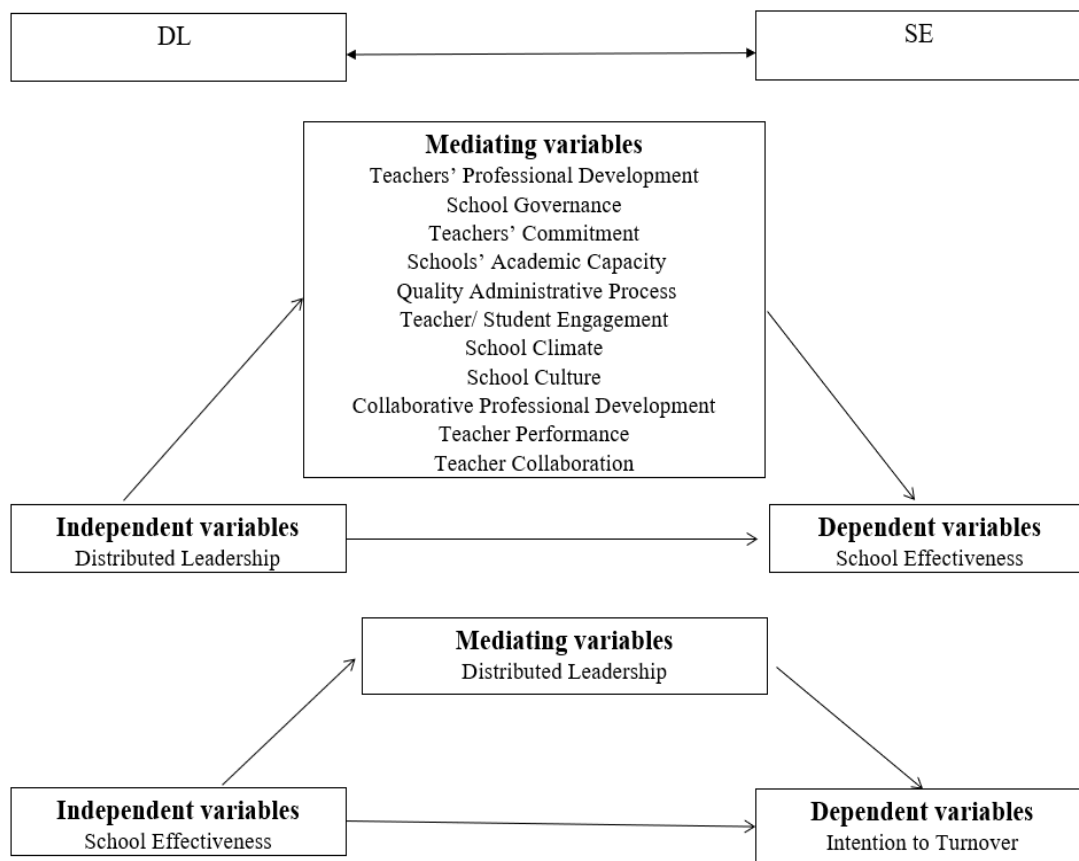 DL
SE
Mediating variables
Teachers’ Professional Development
School Governance
Teachers’ Commitment
Schools’ Academic Capacity
Quality Administrative Process
Teacher/ Student Engagement
School Climate
School Culture
Collaborative Professional Development
Teacher Performance
Teacher Collaboration
Independent variables
Distributed Leadership
Dependent variables
School Effectiveness
Mediating variables
Distributed Leadership
Independent variables
School Effectiveness
Dependent variables
Intention to Turnover